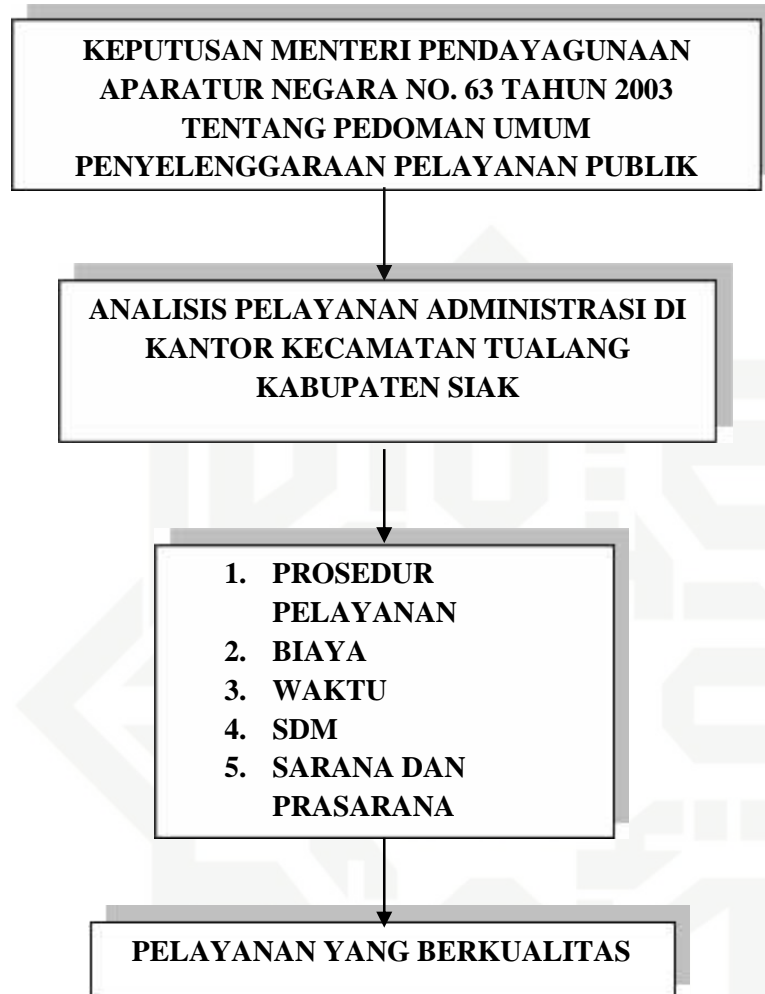 KEPUTUSAN MENTERI PENDAYAGUNAAN
APARATUR NEGARA NO. 63 TAHUN 2003
TENTANG PEDOMAN UMUM
PENYELENGGARAAN PELAYANAN PUBLIK
ANALISIS PELAYANAN ADMINISTRASI DI
KANTOR KECAMATAN TUALANG
KABUPATEN SIAK
1. PROSEDUR
PELAYANAN
2. BIAYA
3. WAKTU
4. SDM
5. SARANA DAN
PRASARANA
PELAYANAN YANG BERKUALITAS